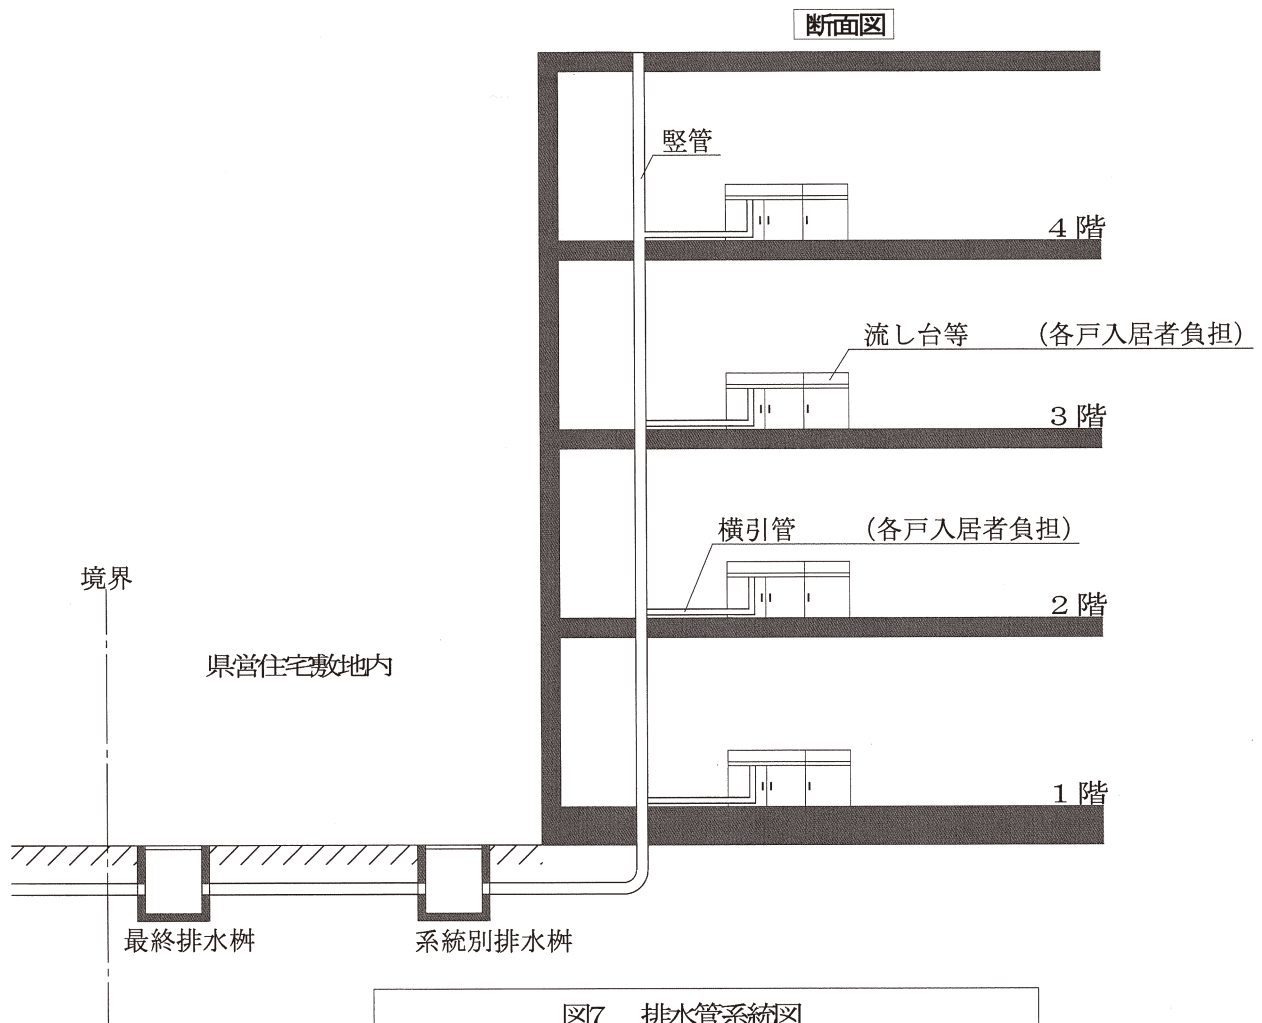 断面図
竪管
4階
流し台等 (各戸入居者負担)
3階
横引管 (各戸入居者負担)
境界
2階
県営住宅敷地内
1階
最終排水桝
系統別排水桝
図7 排水管系統図